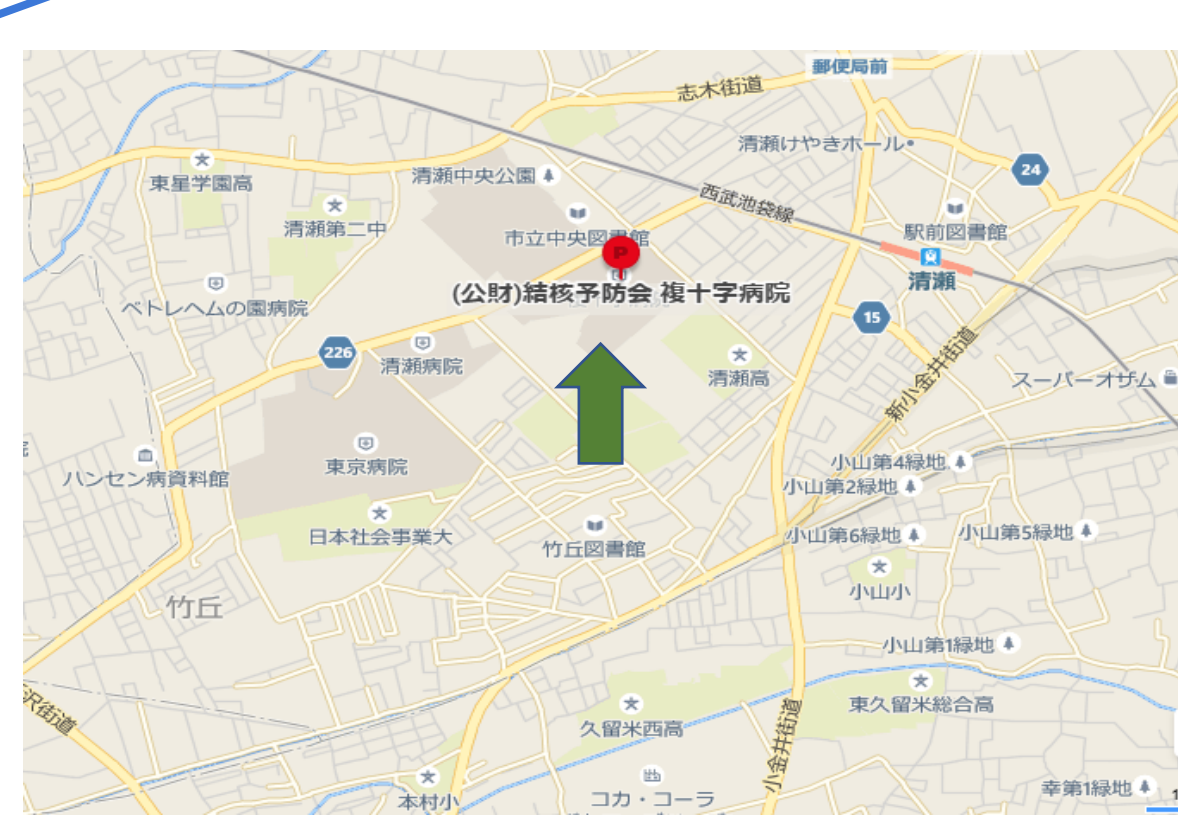 郵便局前
志木街道
清瀬けやきホール
24
東星学園高
清瀬中央公園
西武池袋線
清瀬第二中
市立中央図書館
駅前図書館
P
清瀬
ベトレヘムの園病院
(公財)結核予防会 複十字病院
15
226
清瀬病院
清瀬高
新小金井街道
スーパーオザム
東京病院
小山第4緑地
ハンセン病資料館
小山第2緑地
日本社会事業大
竹丘図書館
小山第6緑地
小山第5緑地
小山小
竹丘
小山第1緑地
東久留米総合高
沢街道
久留米西高
小金井街道
本村小
コカ・コーラ
幸第1緑地